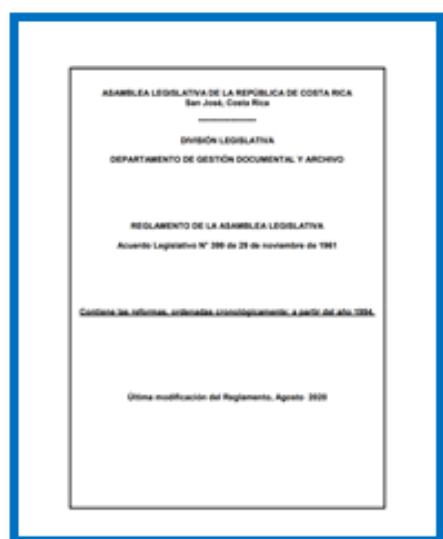 ASAMBLEA LEGISLATIVA DE LA REPÚBLICA DE COSTA RICA
San José, Costa Rica
DIVISIÓN LEGISLATIVA
DEPARTAMENTO DE GESTIÓN DOCUMENTAL Y ARCHIVO
REGLAMENTO DE LA ASAMBLEA LEGISLATIVA
Acuerdo Legislativo N° 399 de 29 de noviembre de 1961
Contiene las reformas, ordenadas cronológicamente, a partir del año 1994.
Última modificación del Reglamento, Agosto 2020